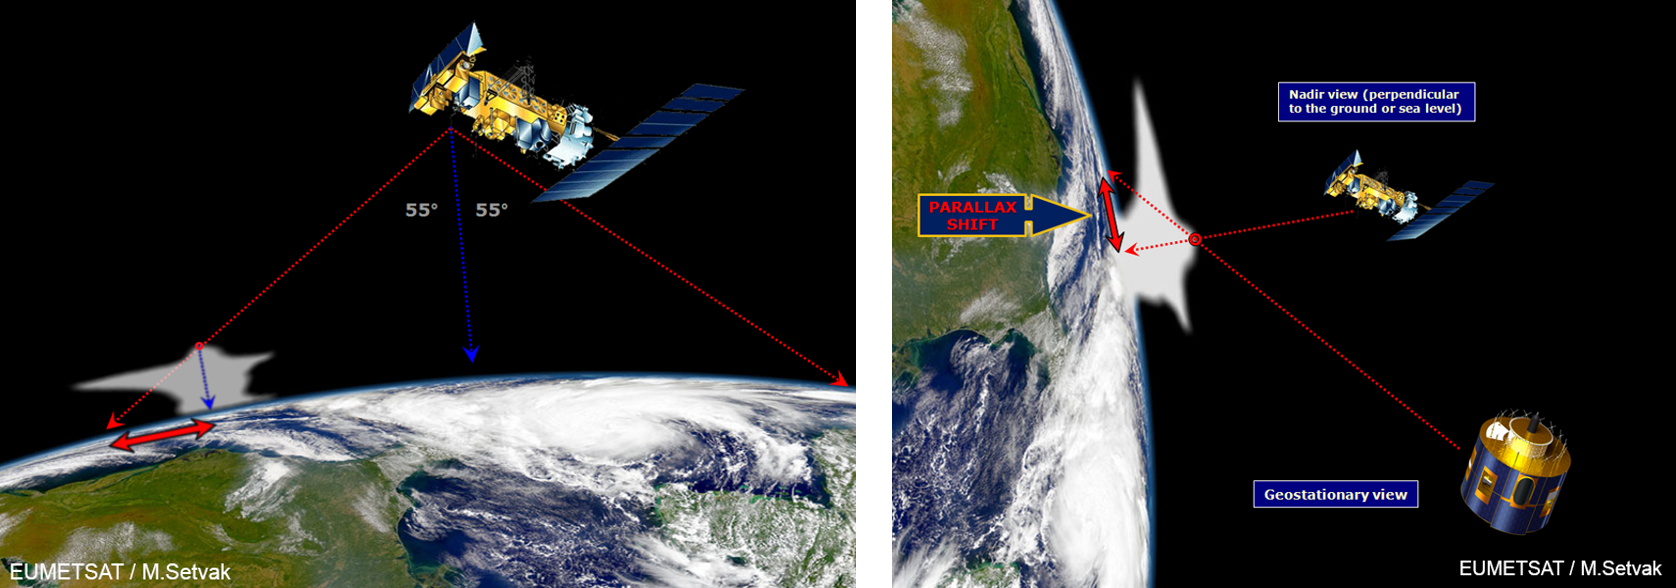 55° 55°
EUMETSAT / M.Setvak
Nadir view (perpendicular
to the ground or sea level)
PARALLAX
SHIFT
Geostationary view
EUMETSAT / M.Setvak